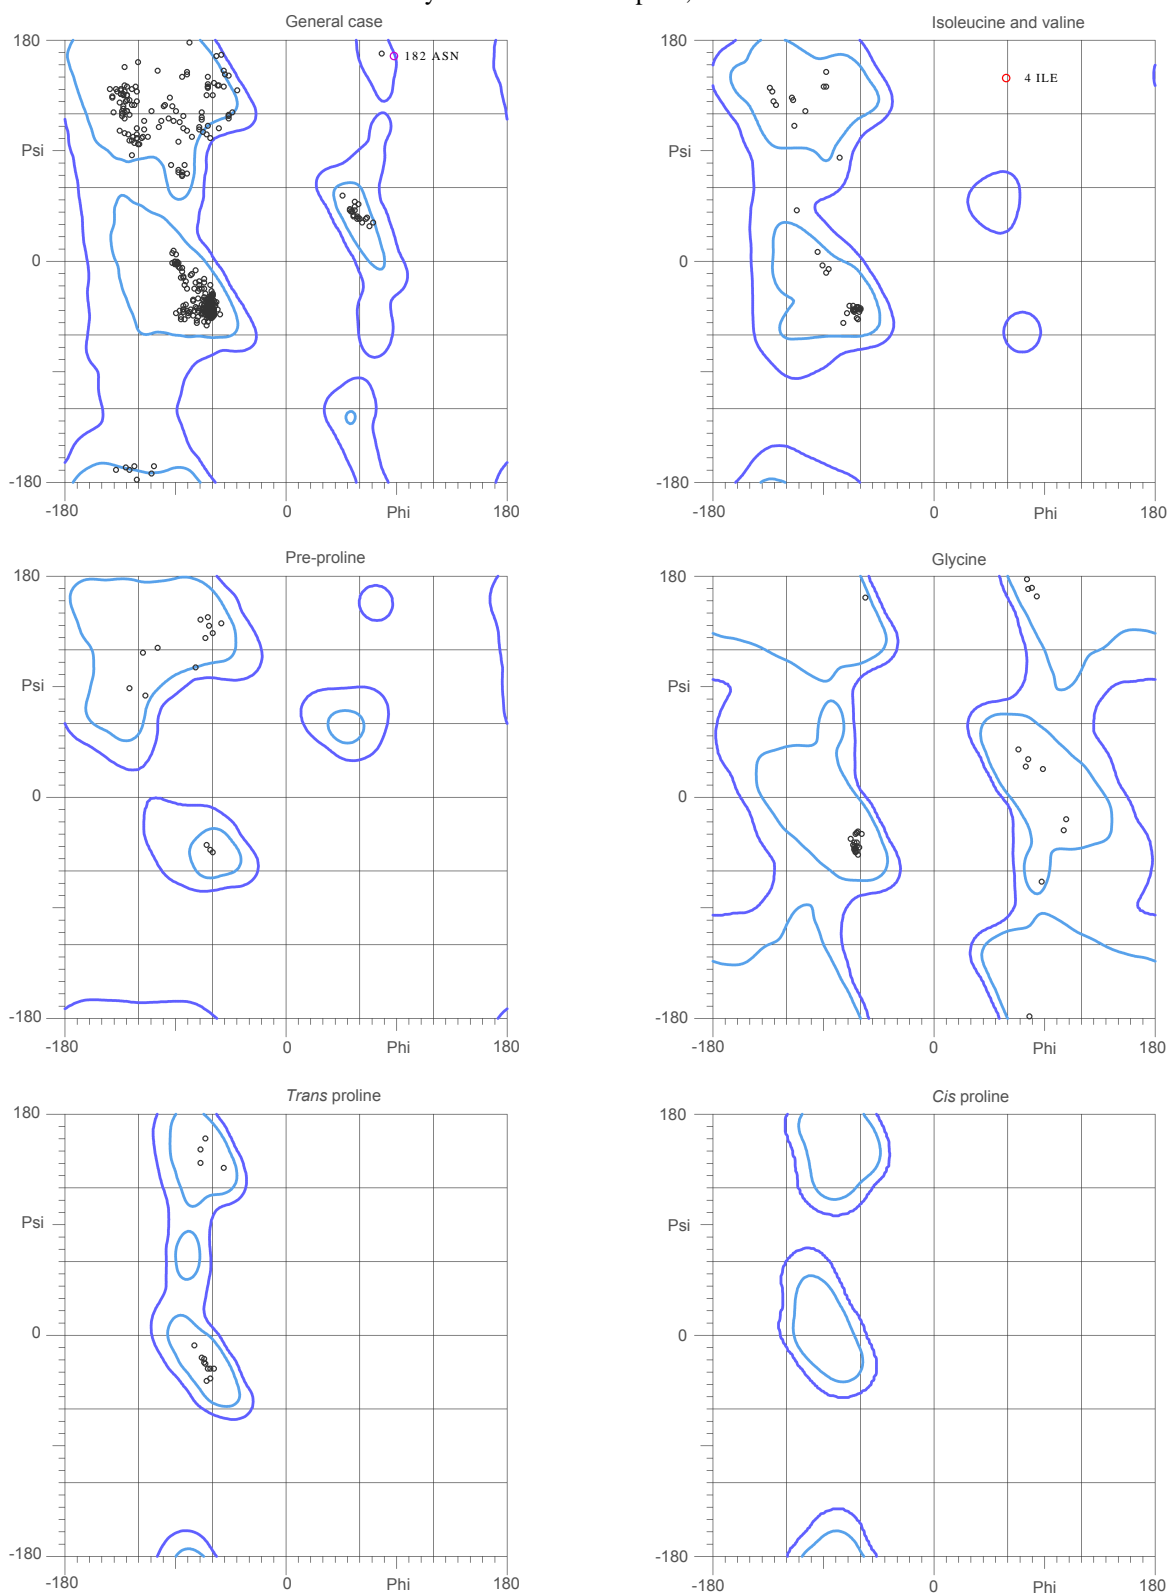 General case
Isoleucine and valine
180
182 ASN
180
4 ILE
Psi
Psi
0
0
-180
-180
-180
0
Phi
180
-180
0
Phi
180
Pre-proline
Glycine
180
180
Psi
Psi
0
0
-180
-180
-180
0
Phi
180
-180
0
Phi
180
Trans proline
Cis proline
180
180
Psi
Psi
0
0
-180
-180
-180
0
Phi
180
-180
0
Phi
180